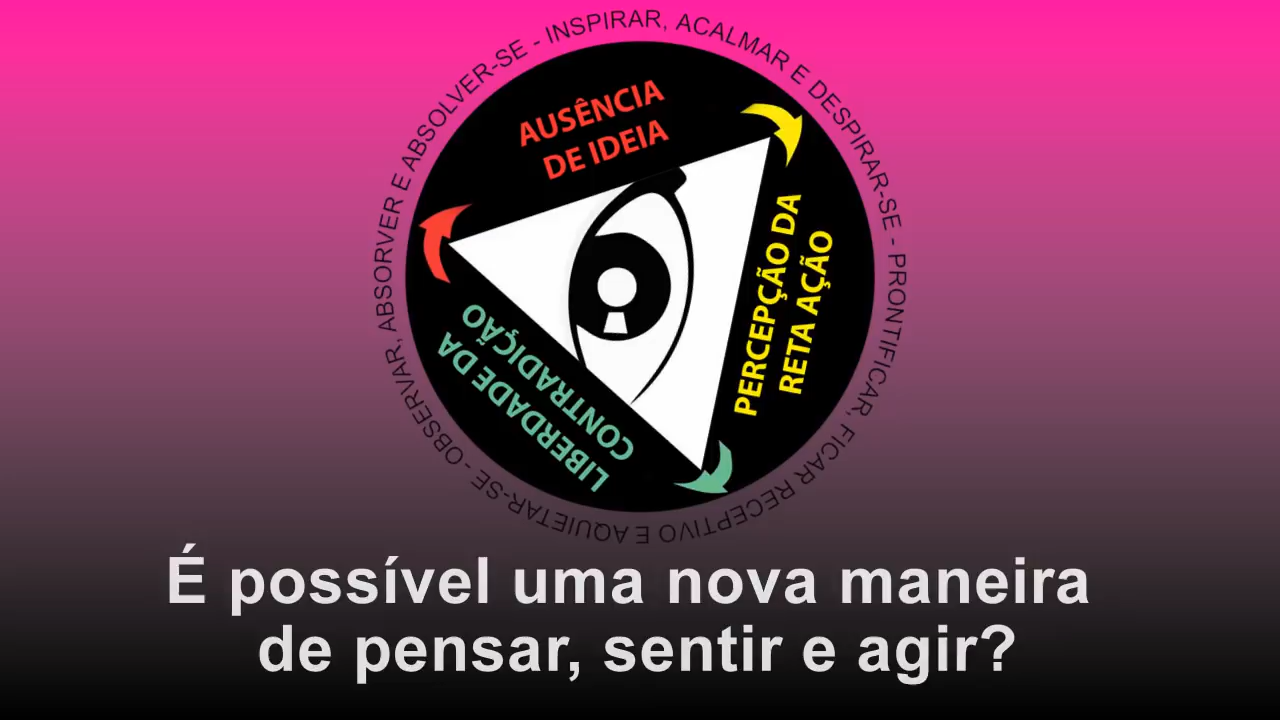 OBSERVAR, ABSORVER E ABSOLVER-SE - INSPIRAR, ACALMAR E DESPIRAR-SE - PRONTIFICAR, FICAR RECEPTIVO E AQUIETAR-SE -
AUSÊNCIA
DE IDEIA
PERCEPÇÃO DA
RETA AÇÃO
LIBERDADE DA
CONTRADIÇÃO
É possível uma nova maneira
de pensar, sentir e agir?